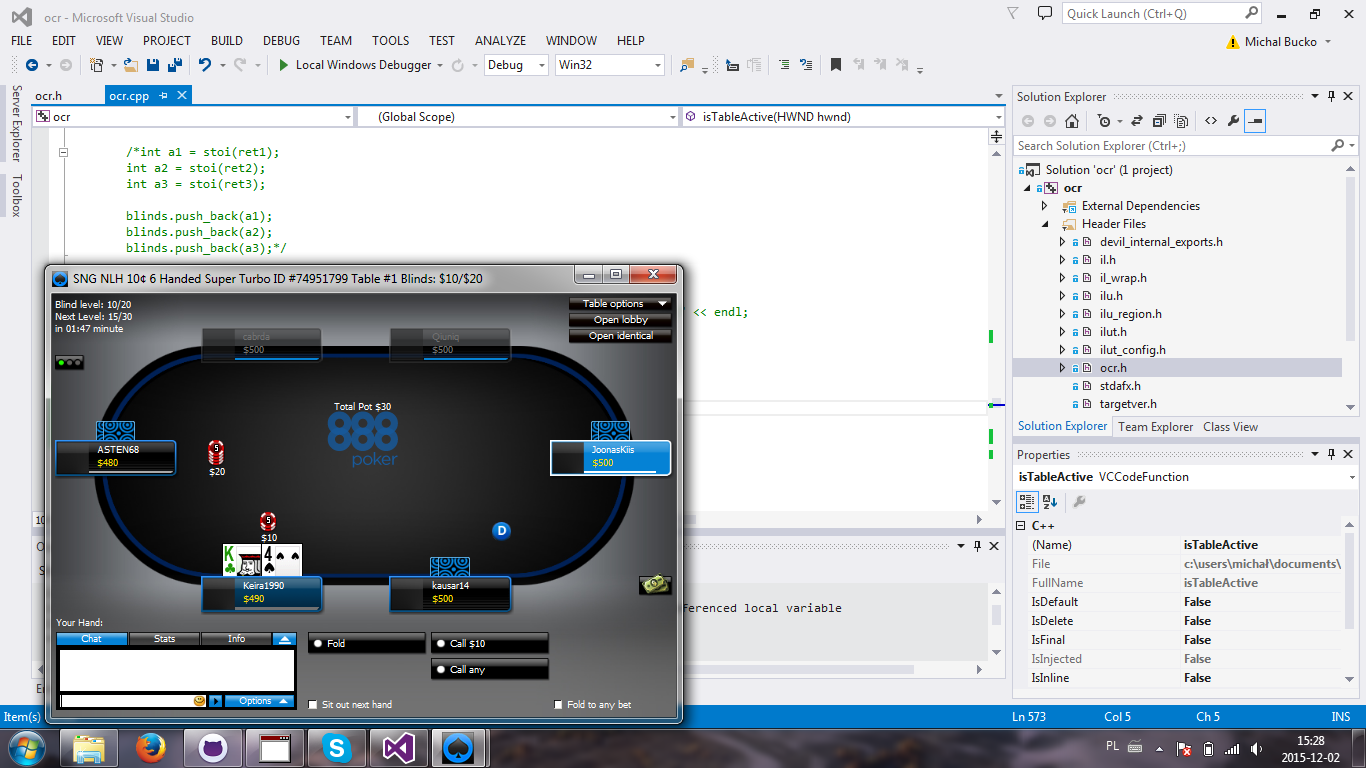 ocr - Microsoft Visual Studio
Quick Launch (Ctrl+Q)
FILE EDIT VIEW PROJECT BUILD DEBUG TEAM TOOLS TEST ANALYZE WINDOW HELP
Michal Bucko
Local Windows Debugger Debug Win32
Server Explorer
Toolbox
ocr.h ocr.cpp
ocr (Global Scope) isTableActive(HWND hwnd)
/*int a1 = stoi(ret1);
int a2 = stoi(ret2);
int a3 = stoi(ret3);
blinds.push_back(a1);
blinds.push_back(a2);
blinds.push_back(a3);*/
<< endl;
SNG NLH 10¢ 6 Handed Super Turbo ID #74951799 Table #1 Blinds: $10/$20
Blind level: 10/20
Next Level: 15/30
in 01:47 minute
Table options
Open lobby
Open identical
cabrda
$500
Qiuniq
$500
Total Pot $30
888
poker
ASTEN68
$480
5
$20
JoonasKiis
$500
5
$10
D
K 4
Keira1990
$490
kausar14
$500
Your Hand:
Chat Stats Info
Fold
Call $10
Call any
Options
Sit out next hand
Fold to any bet
ferenced local variable
Solution Explorer
Search Solution Explorer (Ctrl+;)
Solution 'ocr' (1 project)
ocr
External Dependencies
Header Files
devil_internal_exports.h
il.h
il_wrap.h
ilu.h
ilu_region.h
ilut.h
ilut_config.h
ocr.h
stdafx.h
targetver.h
Solution Explorer Team Explorer Class View
Properties
isTableActive VCCodeFunction
C++
(Name) isTableActive
File c:\users\michał\documents\
FullName isTableActive
IsDefault False
IsDelete False
IsFinal False
IsInjected False
IsInline False
Item(s)
Ln 573 Col 5 Ch 5 INS
PL
15:28
2015-12-02